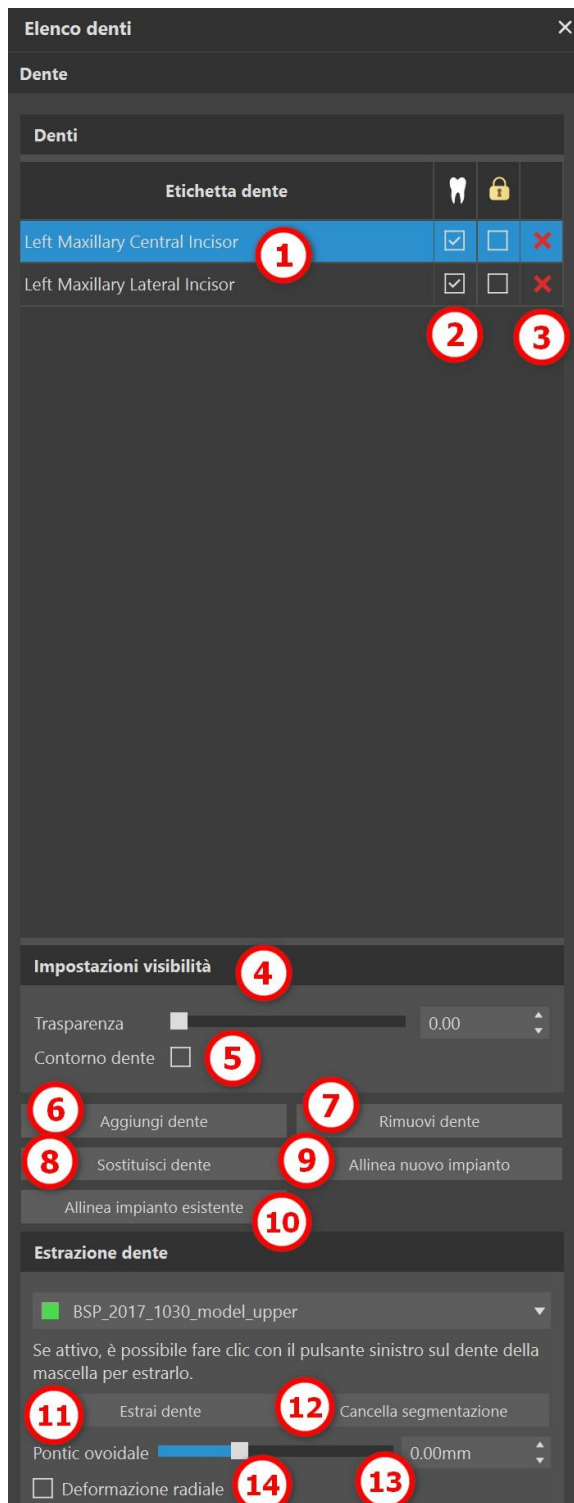 Elenco denti
Dente
Denti
Etichetta dente
Left Maxillary Central Incisor 1
Left Maxillary Lateral Incisor
2 3
Impostazioni visibilità 4
Trasparenza 0.00
Contorno dente 5
6 Aggiungi dente 7 Rimuovi dente
8 Sostituisci dente 9 Allinea nuovo impianto
Allinea impianto esistente 10
Estrazione dente
BSP_2017_1030_model_upper
Se attivo, è possibile fare clic con il pulsante sinistro sul dente della
mascella per estrarlo.
11 Estrai dente 12 Cancella segmentazione
Pontic ovoidale 0.00mm
Deformazione radiale 14 13